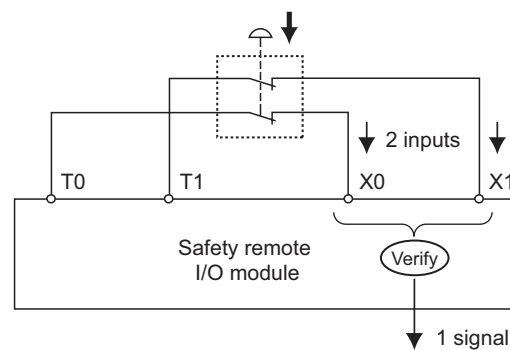 2 inputs
T0
T1
X0
X1
Safety remote
I/O module
Verify
1 signal